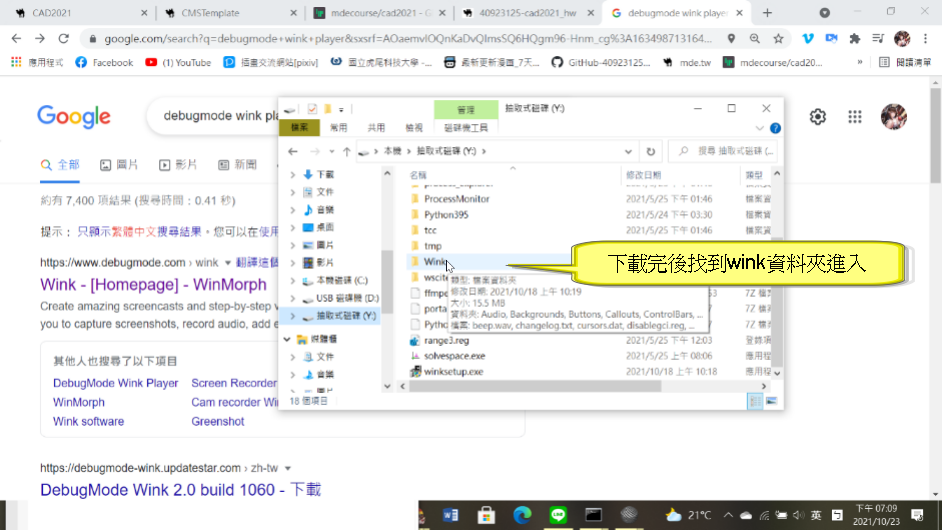 CAD2021
CMSTemplate
mdecourse/cad2021 - G
40923125-cad2021_hw
debugmode wink player
google.com/search?q=debugmode+wink+player&sxsrf=AOaemvIOQnKaDvQImsSQ6HQgm96-Hnm_cg%3A163498713164...
應用程式
Facebook
(1) YouTube
插畫交流網站[pixiv]
國立虎尾科技大學 -...
最新更新漫畫_7天...
GitHub-40923125...
mde.tw
mdecourse/cad20...
»
閱讀清單
Google
debugmode wink pla
全部
圖片
影片
新聞
約有 7,400 項結果 (搜尋時間：0.41 秒)
提示： 只顯示繁體中文搜尋結果。您可以在使用
https://www.debugmode.com › wink
翻譯這個
Wink - [Homepage] - WinMorph
Create amazing screencasts and step-by-step v
you to capture screenshots, record audio, add e
其他人也搜尋了以下項目
DebugMode Wink Player
Screen Recorder
WinMorph
Cam recorder Wi
Wink software
Greenshot
https://debugmode-wink.updatestar.com › zh-tw
DebugMode Wink 2.0 build 1060 - 下載
管理
抽取式磁碟 (Y:)
檔案
常用
共用
檢視
磁碟機工具
本機
抽取式磁碟 (Y:)
搜尋 抽取式磁碟 (...
名稱
修改日期
類型
下載
文件
音樂
桌面
圖片
影片
本機磁碟 (C:)
USB 磁碟機 (D:)
抽取式磁碟 (Y:)
媒體櫃
文件
音樂
圖片
process_explorer
ProcessMonitor
2021/5/25 下午 01:46
檔案資
Python395
2021/5/24 下午 03:30
檔案資
tcc
2021/5/25 下午 01:46
檔案資
tmp
Wink
wscite
類型: 檔案資料夾
修改日期: 2021/10/18 上午 10:19
大小: 15.5 MB
資料夾: Audio, Backgrounds, Buttons, Callouts, ControlBars, ...
檔案: beep.wav, changelog.txt, cursors.dat, disablegci.reg, ...
ffmpe
53
7Z 檔案
porta
7Z 檔案
Pytho
7Z 檔案
range3.reg
2021/5/25 下午 12:03
登錄項
solvespace.exe
2021/5/25 上午 08:06
應用程
winksetup.exe
2021/10/18 上午 10:18
應用程
18 個項目
下載完後找到wink資料夾進入
21°C
英
下午 07:09
2021/10/23